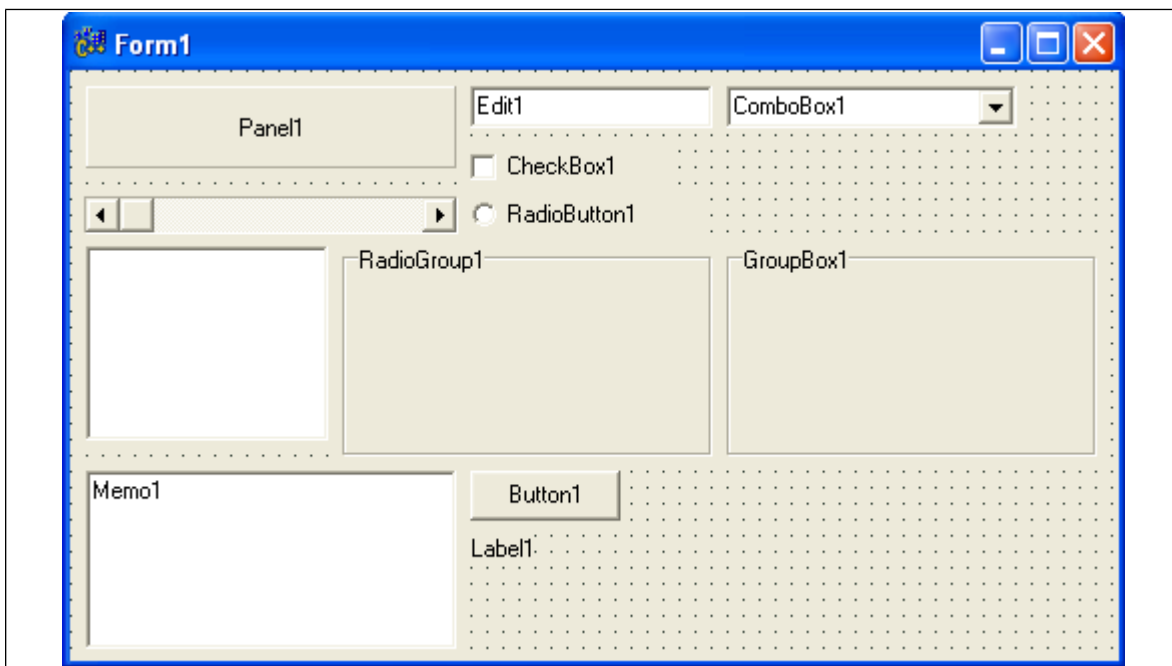 Form1
Panel1
Edit1
ComboBox1
CheckBox1
RadioButton1
RadioGroup1
GroupBox1
Memo1
Button1
Label1